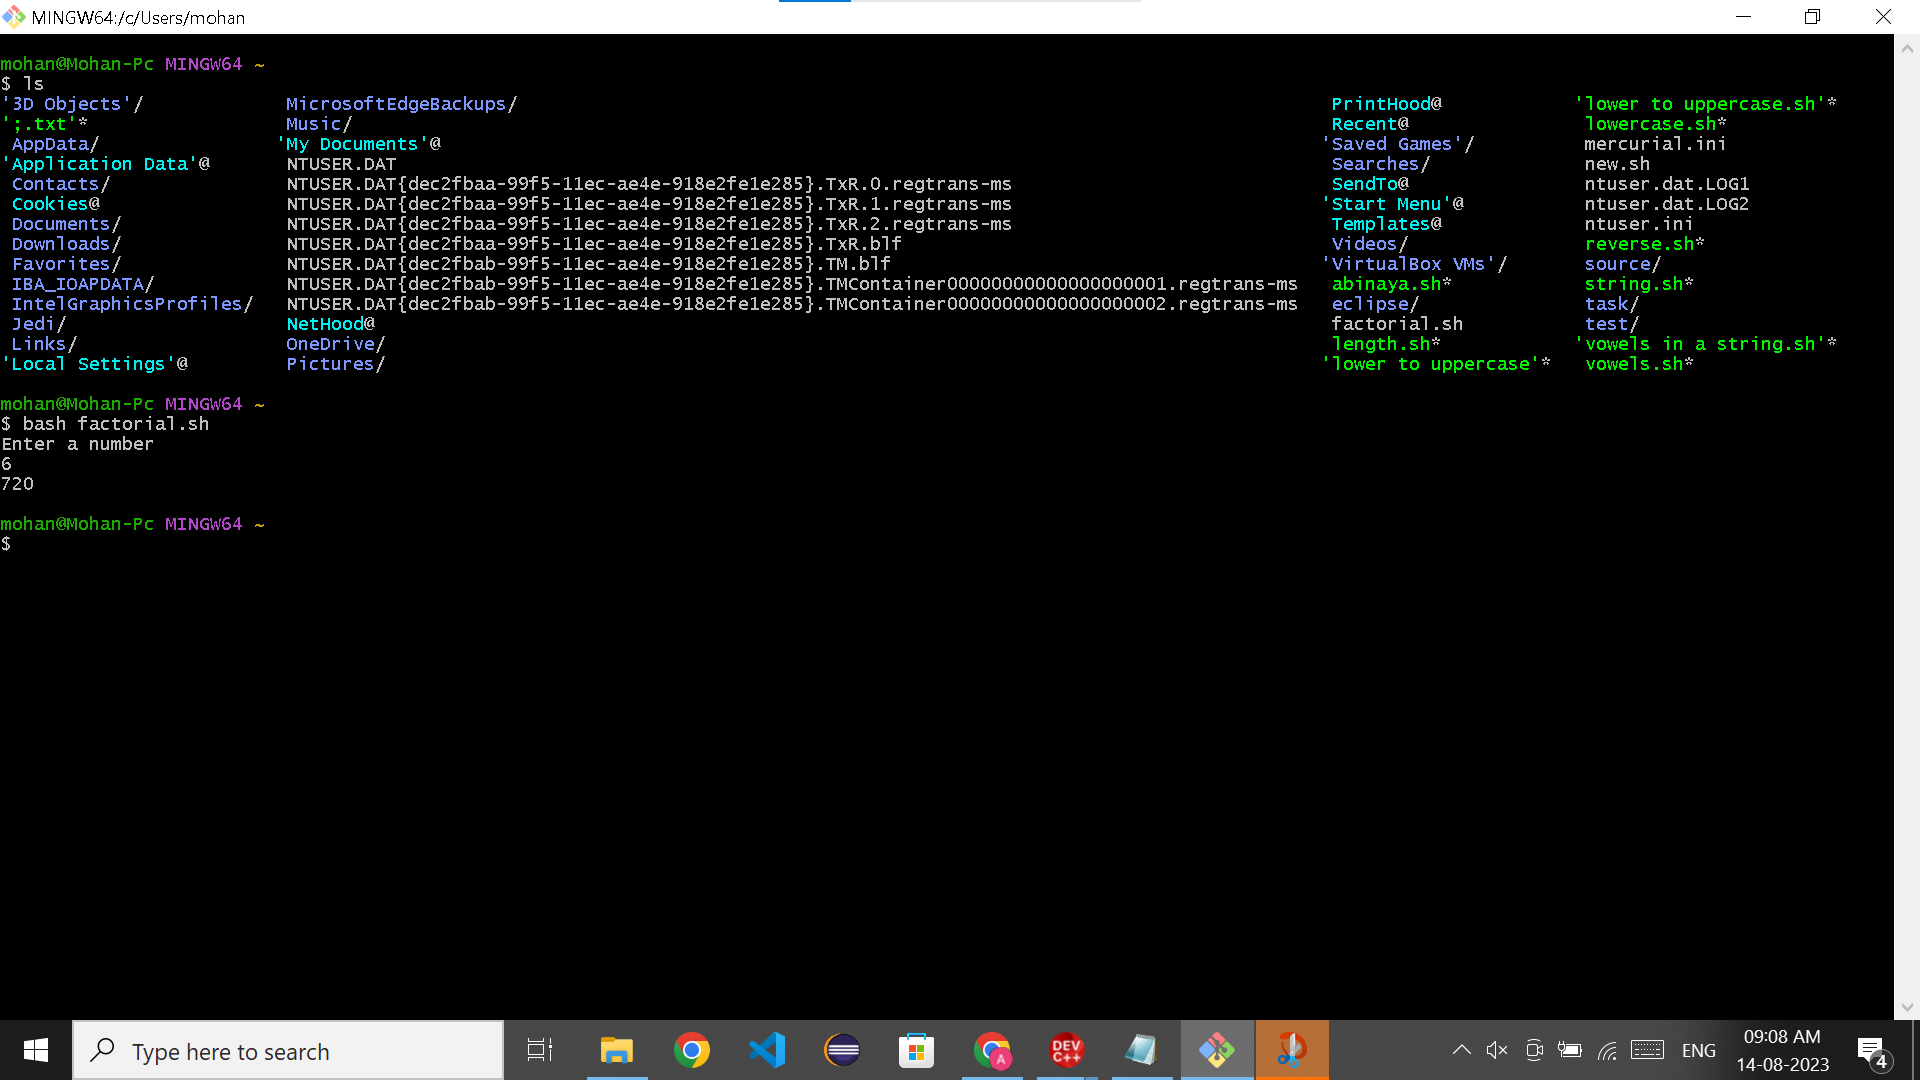 MINGW64:/c/Users/mohan
mohan@Mohan-Pc MINGW64 ~
$ ls
'3D Objects'/ MicrosoftEdgeBackups/ PrintHood@ 'lower to uppercase.sh'*
';.txt'* Music/ Recent@ lowercase.sh*
AppData/ 'My Documents'@ 'Saved Games'/ mercurial.ini
'Application Data'@ NTUSER.DAT Searches/ new.sh
Contacts/ NTUSER.DAT{dec2fbaa-99f5-11ec-ae4e-918e2fe1e285}.TxR.0.regtrans-ms SendTo@ ntuser.dat.LOG1
Cookies@ NTUSER.DAT{dec2fbaa-99f5-11ec-ae4e-918e2fe1e285}.TxR.1.regtrans-ms 'Start Menu'@ ntuser.dat.LOG2
Documents/ NTUSER.DAT{dec2fbaa-99f5-11ec-ae4e-918e2fe1e285}.TxR.2.regtrans-ms Templates@ ntuser.ini
Downloads/ NTUSER.DAT{dec2fbaa-99f5-11ec-ae4e-918e2fe1e285}.TxR.blf Videos/ reverse.sh*
Favorites/ NTUSER.DAT{dec2fbab-99f5-11ec-ae4e-918e2fe1e285}.TM.blf 'VirtualBox VMs'/ source/
IBA_IOAPDATA/ NTUSER.DAT{dec2fbab-99f5-11ec-ae4e-918e2fe1e285}.TMContainer00000000000000000001.regtrans-ms abinaya.sh* string.sh*
IntelGraphicsProfiles/ NTUSER.DAT{dec2fbab-99f5-11ec-ae4e-918e2fe1e285}.TMContainer00000000000000000002.regtrans-ms eclipse/ task/
Jedi/ NetHood@ factorial.sh test/
Links/ OneDrive/ length.sh* 'vowels in a string.sh'*
'Local Settings'@ Pictures/ 'lower to uppercase'* vowels.sh*
mohan@Mohan-Pc MINGW64 ~
$ bash factorial.sh
Enter a number
6
720
mohan@Mohan-Pc MINGW64 ~
$
Type here to search
A
DEV
C++
ENG
09:08 AM
14-08-2023
4